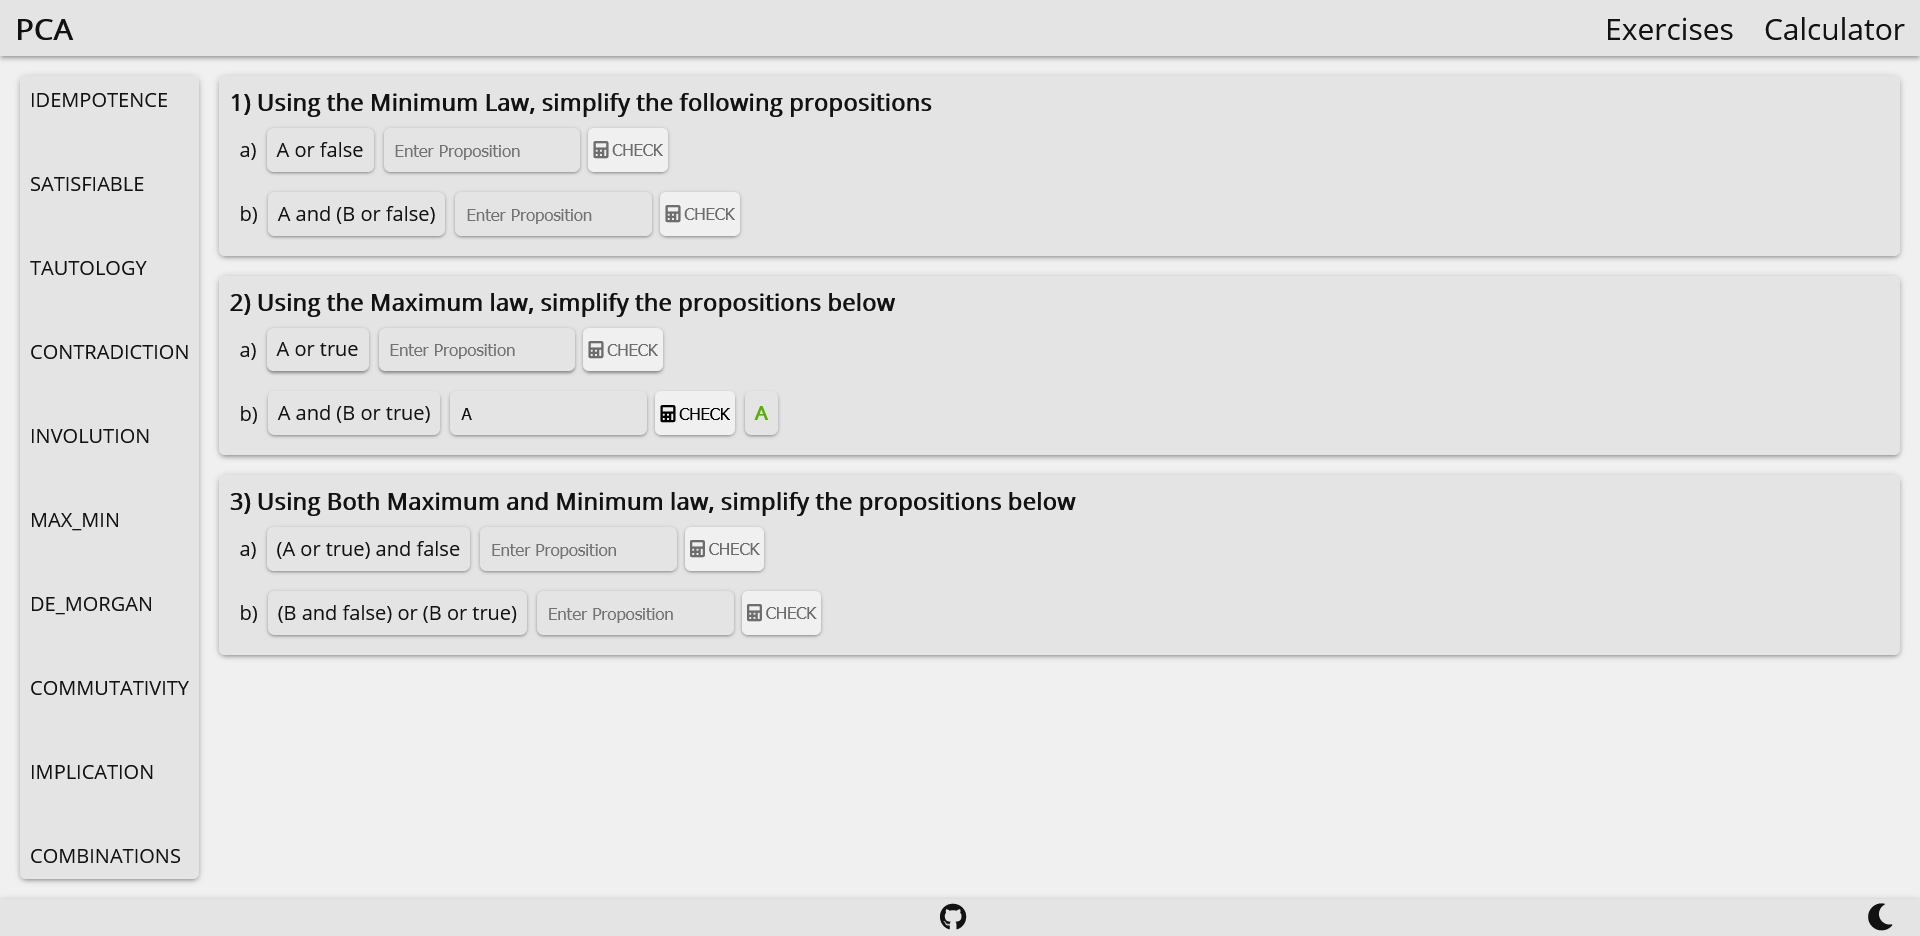 PCA Exercises Calculator
IDEMPOTENCE
SATISFIABLE
TAUTOLOGY
CONTRADICTION
INVOLUTION
MAX_MIN
DE_MORGAN
COMMUTATIVITY
IMPLICATION
COMBINATIONS
1) Using the Minimum Law, simplify the following propositions
a) A or false Enter Proposition CHECK
b) A and (B or false) Enter Proposition CHECK
2) Using the Maximum law, simplify the propositions below
a) A or true Enter Proposition CHECK
b) A and (B or true) A CHECK A
3) Using Both Maximum and Minimum law, simplify the propositions below
a) (A or true) and false Enter Proposition CHECK
b) (B and false) or (B or true) Enter Proposition CHECK